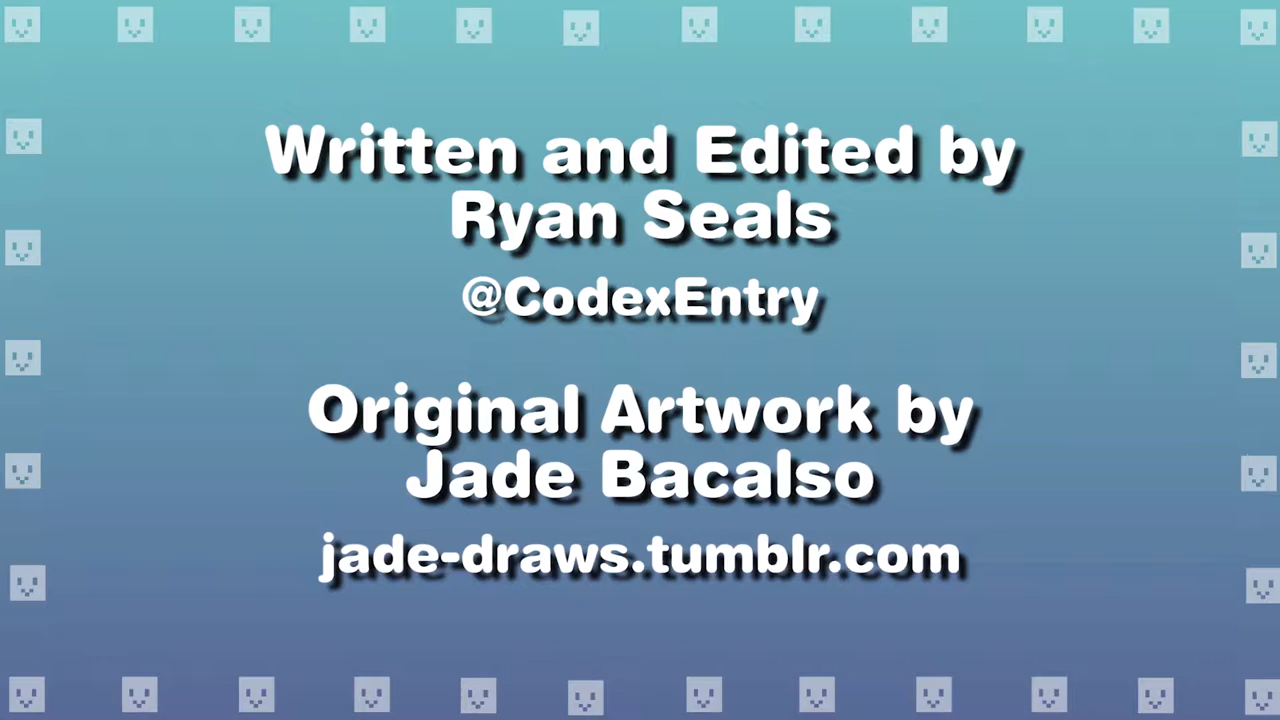 Written and Edited by
Ryan Seals
@CodexEntry
Original Artwork by
Jade Bacalso
jade-draws.tumblr.com